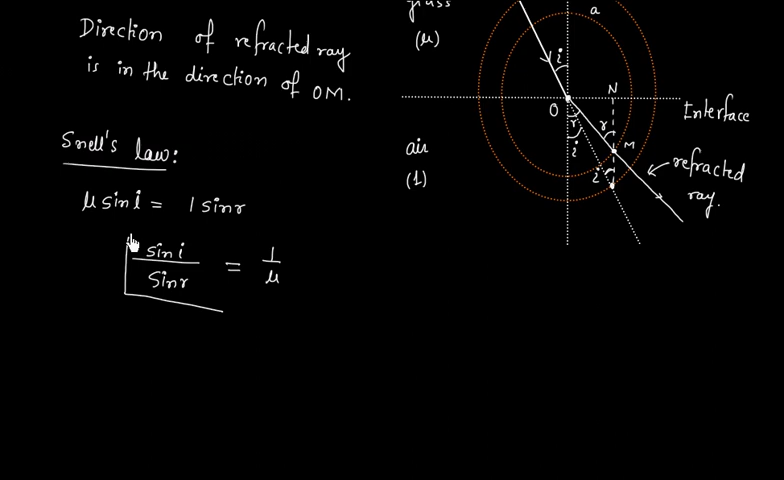 Direction of refracted ray
is in the direction of OM.
Snell's law:
μ sin i = 1 sin r
sin i / sin r = 1 / μ
(μ)
a
i
O
N
Interface
r
r
M
i
i
air
(1)
refracted
ray.